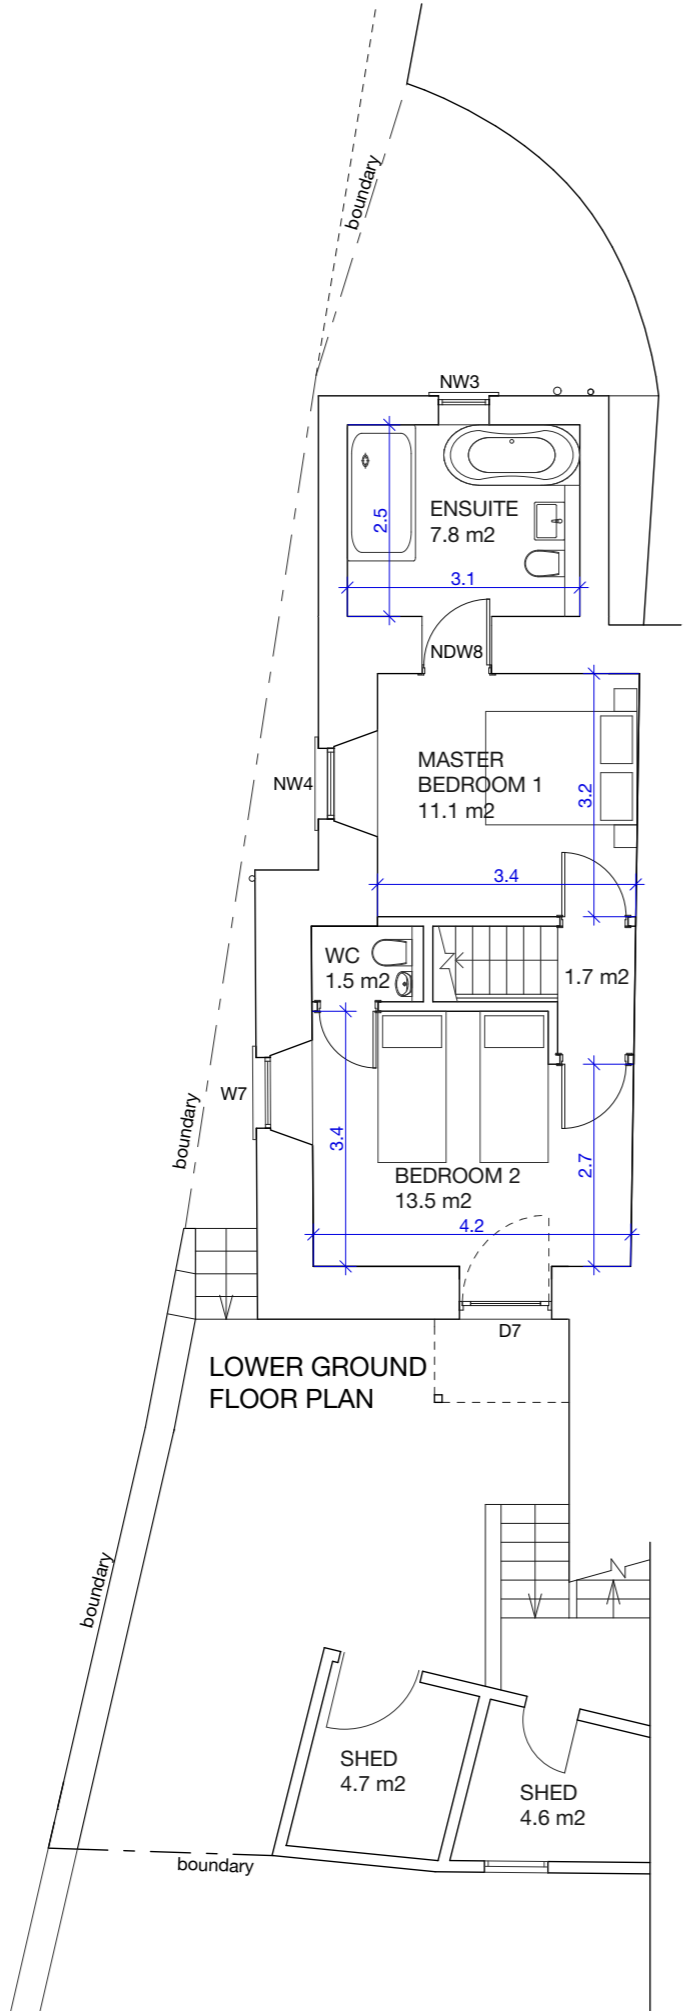 boundary
NW3
ENSUITE
7.8 m2
2.5
3.1
NDW8
MASTER
BEDROOM 1
11.1 m2
NW4
3.2
3.4
WC
1.5 m2
1.7 m2
W7
boundary
3.4
2.7
BEDROOM 2
13.5 m2
4.2
D7
LOWER GROUND
FLOOR PLAN
boundary
SHED
4.7 m2
SHED
4.6 m2
boundary